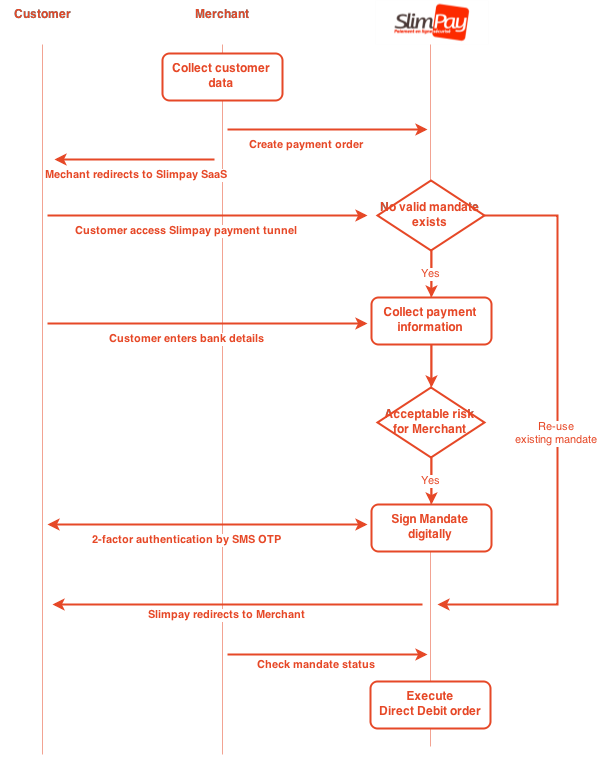 Customer
Merchant
SlimPay
Paiement en ligne sécurisé
Collect customer
data
Create payment order
Mechant redirects to Slimpay SaaS
No valid mandate
exists
Customer access Slimpay payment tunnel
Yes
Collect payment
information
Customer enters bank details
Acceptable risk
for Merchant
Re-use
existing mandate
Yes
Sign Mandate
digitally
2-factor authentication by SMS OTP
Slimpay redirects to Merchant
Check mandate status
Execute
Direct Debit order